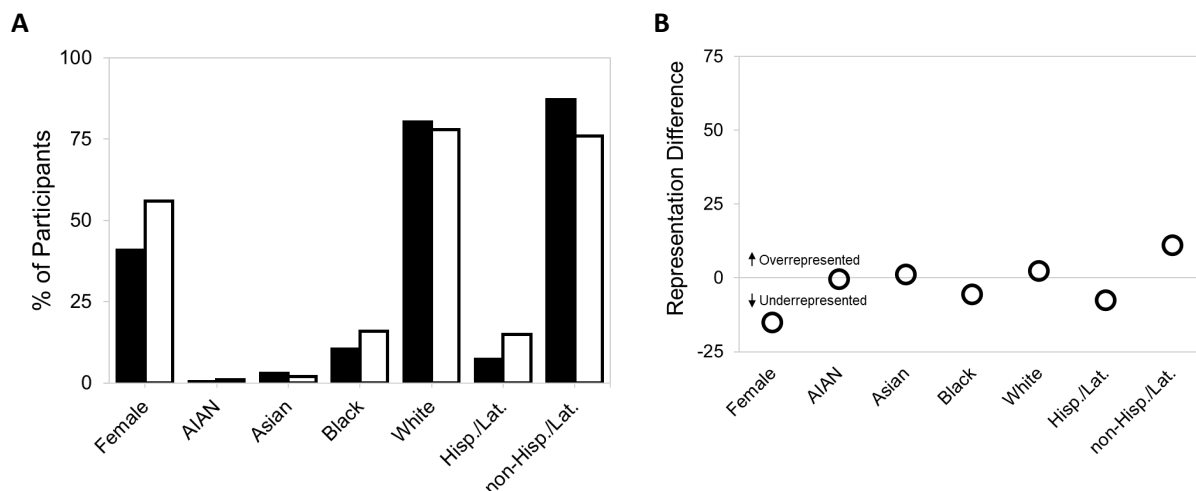 A
% of Participants
100
75
50
25
0
Female
AIAN
Asian
Black
White
Hisp./Lat.
non-Hisp./Lat.
B
Representation Difference
75
50
25
0
-25
↑ Overrepresented
↓ Underrepresented
Female
AIAN
Asian
Black
White
Hisp./Lat.
non-Hisp./Lat.